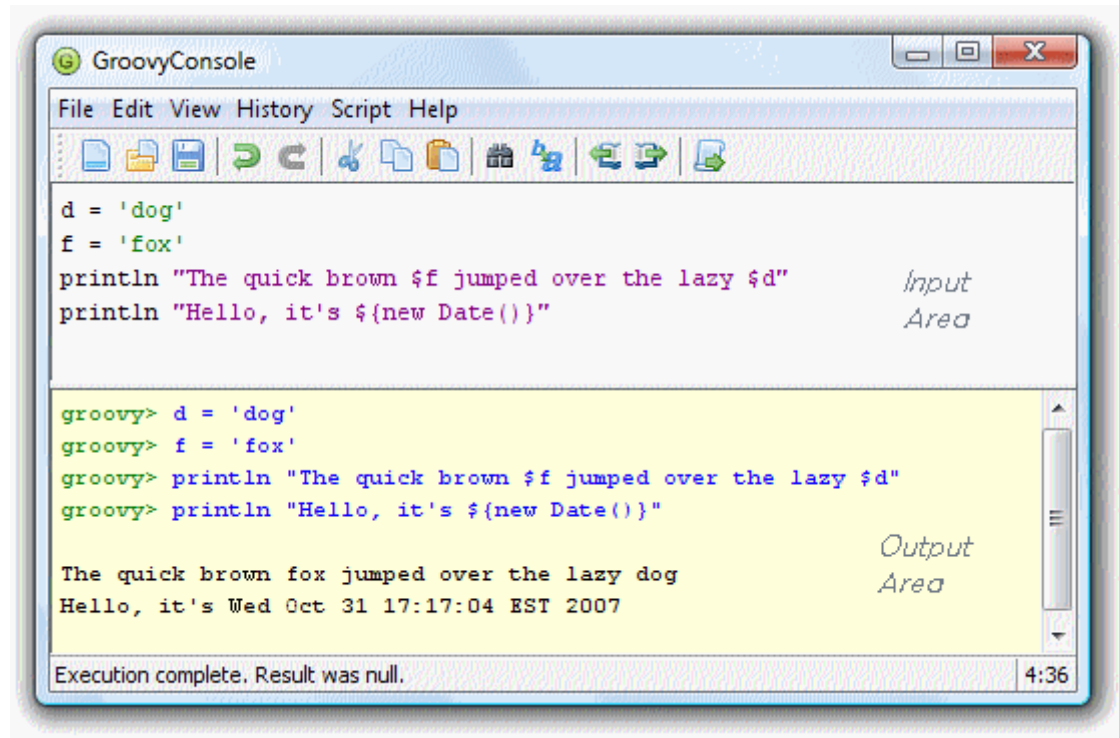 GroovyConsole
File Edit View History Script Help
d = 'dog'
f = 'fox'
println "The quick brown $f jumped over the lazy $d"
println "Hello, it's ${new Date()}"
Input
Area
groovy> d = 'dog'
groovy> f = 'fox'
groovy> println "The quick brown $f jumped over the lazy $d"
groovy> println "Hello, it's ${new Date()}"
Output
Area
The quick brown fox jumped over the lazy dog
Hello, it's Wed Oct 31 17:17:04 EST 2007
Execution complete. Result was null.
4:36